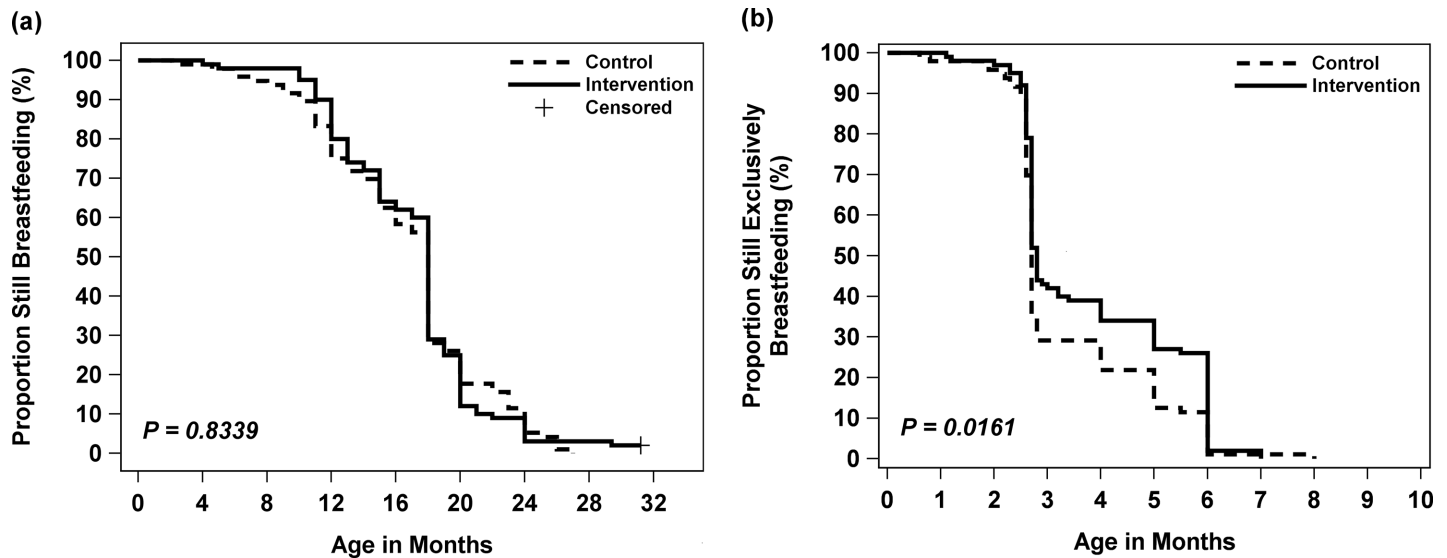 (a)
Proportion Still Breastfeeding (%)
100
90
80
70
60
50
40
30
20
10
0
Control
Intervention
Censored
P = 0.8339
0 4 8 12 16 20 24 28 32
Age in Months
(b)
Proportion Still Exclusively
Breastfeeding (%)
100
90
80
70
60
50
40
30
20
10
0
Control
Intervention
P = 0.0161
0 1 2 3 4 5 6 7 8 9 10
Age in Months